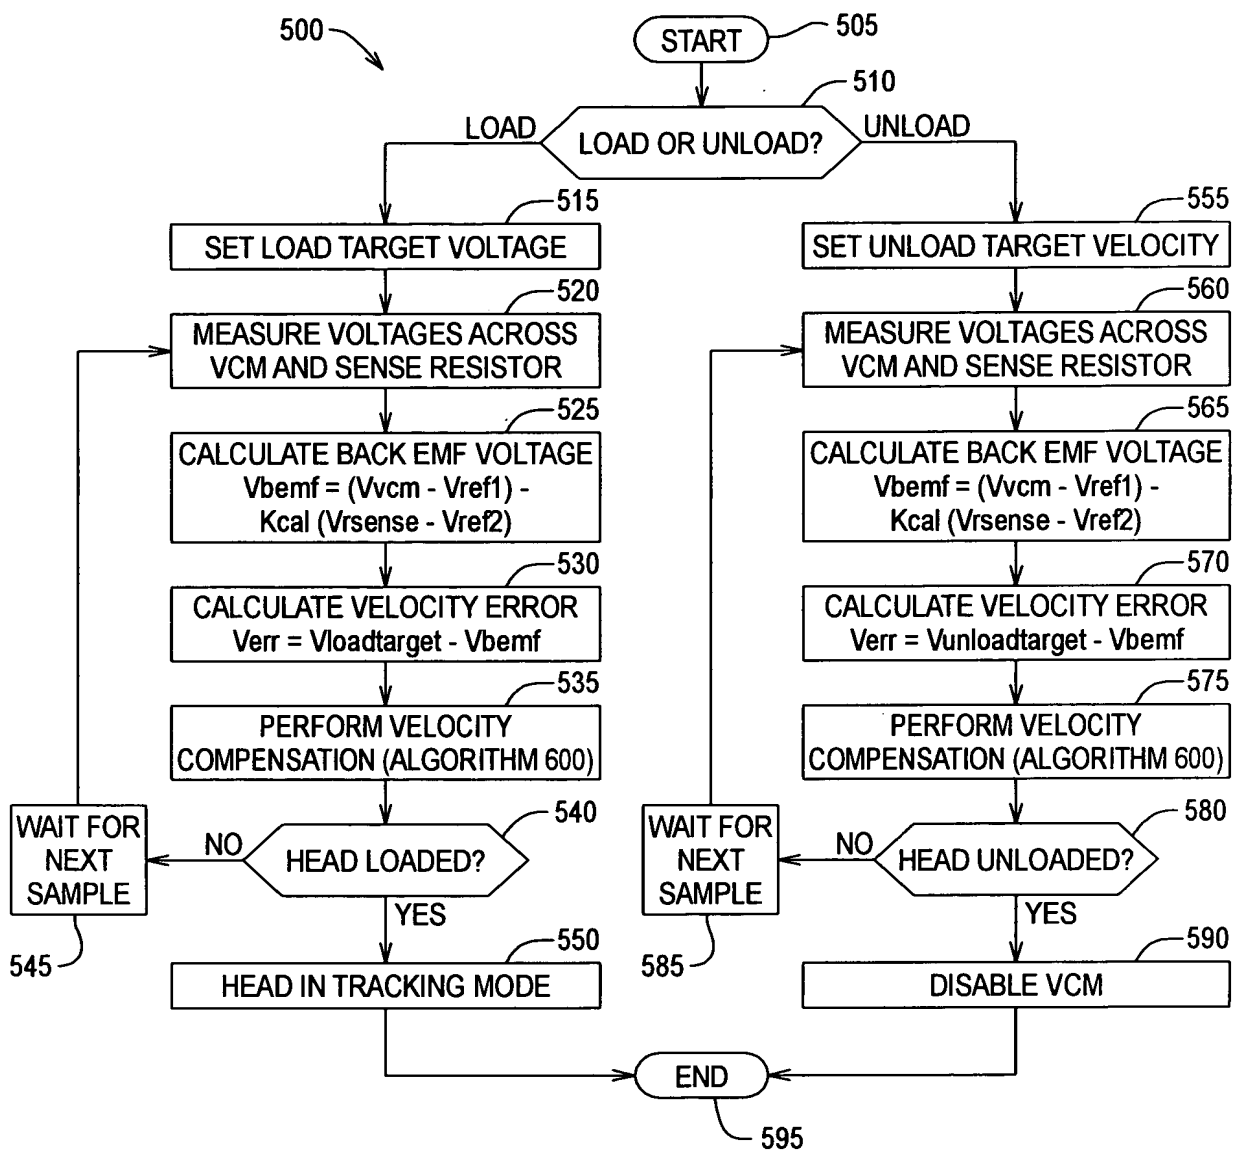 500
START
505
510
LOAD
LOAD OR UNLOAD?
UNLOAD
515
SET LOAD TARGET VOLTAGE
520
MEASURE VOLTAGES ACROSS
VCM AND SENSE RESISTOR
525
CALCULATE BACK EMF VOLTAGE
Vbemf = (Vvcm - Vref1) -
Kcal (Vrsense - Vref2)
530
CALCULATE VELOCITY ERROR
Verr = Vloadtarget - Vbemf
535
PERFORM VELOCITY
COMPENSATION (ALGORITHM 600)
540
HEAD LOADED?
NO
WAIT FOR
NEXT
SAMPLE
545
YES
550
HEAD IN TRACKING MODE
555
SET UNLOAD TARGET VELOCITY
560
MEASURE VOLTAGES ACROSS
VCM AND SENSE RESISTOR
565
CALCULATE BACK EMF VOLTAGE
Vbemf = (Vvcm - Vref1) -
Kcal (Vrsense - Vref2)
570
CALCULATE VELOCITY ERROR
Verr = Vunloadtarget - Vbemf
575
PERFORM VELOCITY
COMPENSATION (ALGORITHM 600)
580
HEAD UNLOADED?
NO
WAIT FOR
NEXT
SAMPLE
585
YES
590
DISABLE VCM
END
595